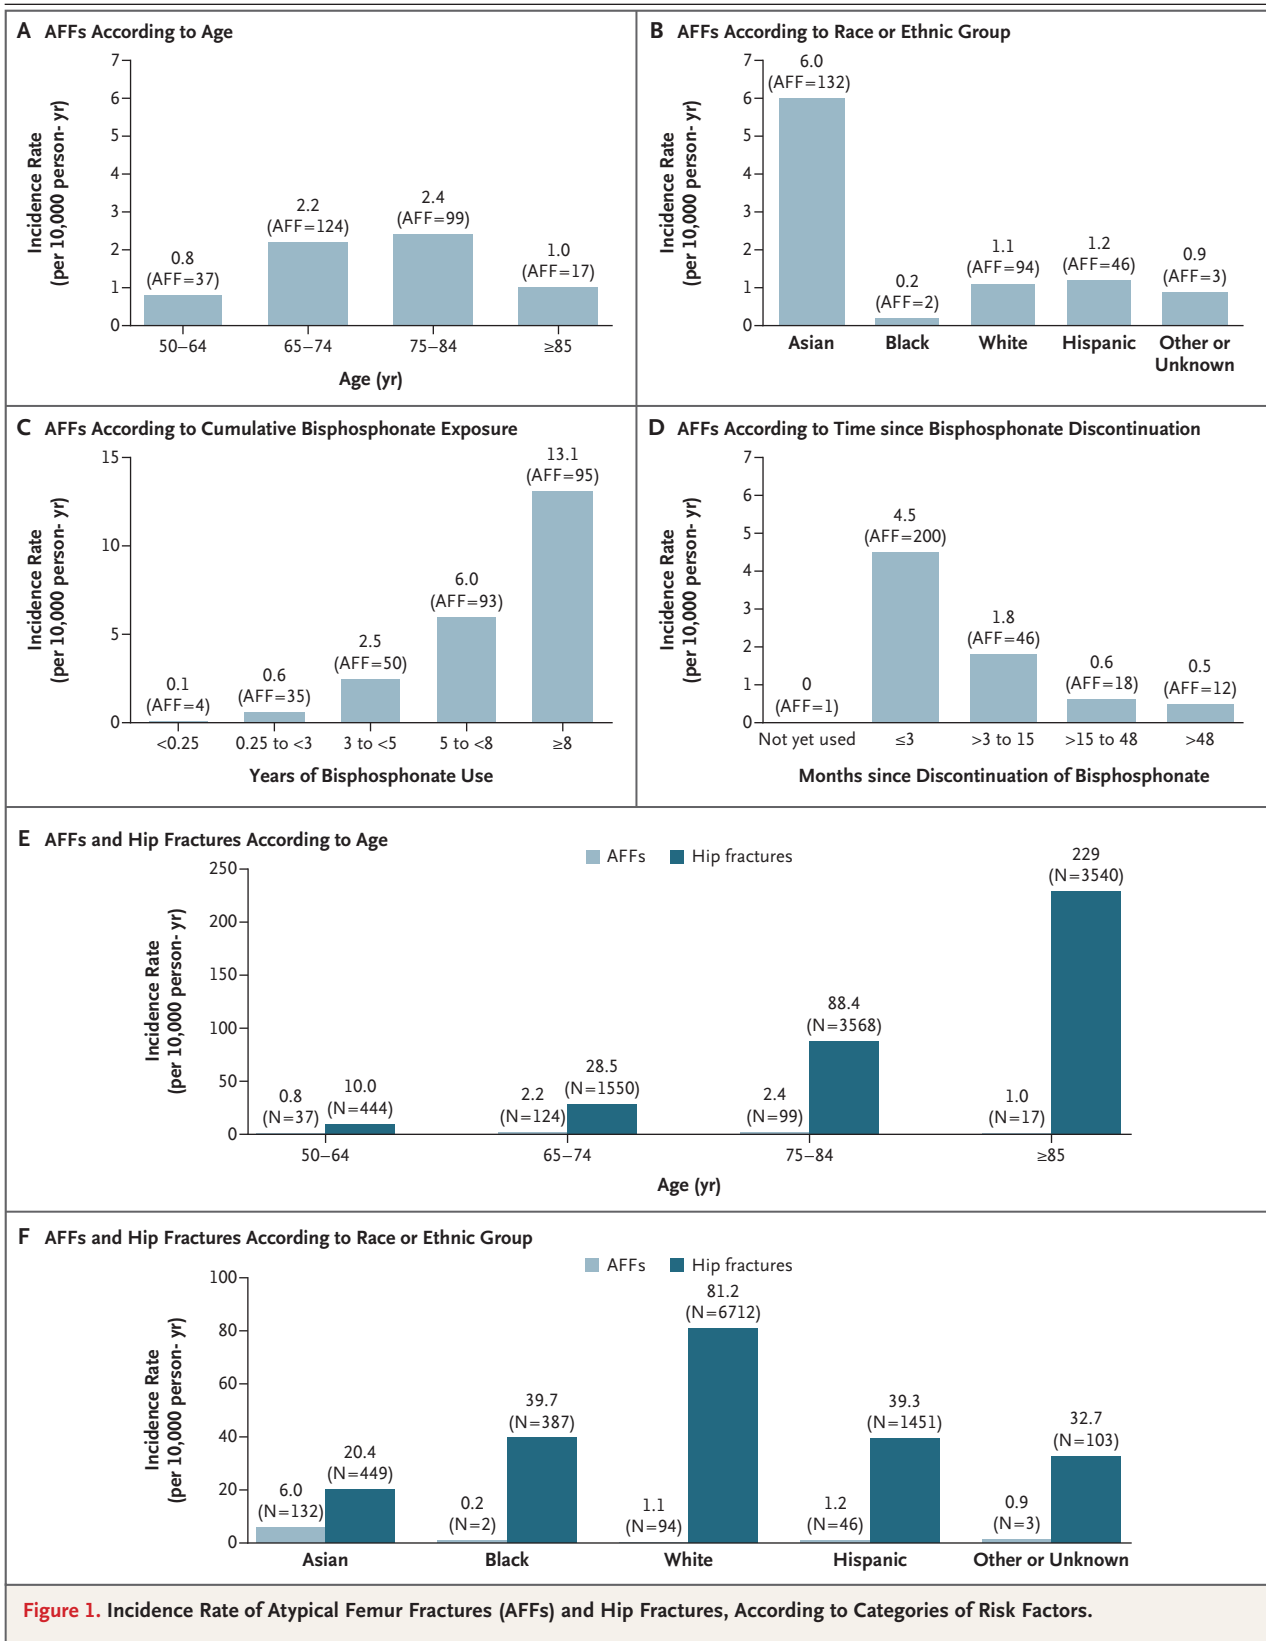 A AFFs According to Age
Incidence Rate
(per 10,000 person- yr)
7
6
5
4
3
2
1
0
0.8
(AFF=37)
2.2
(AFF=124)
2.4
(AFF=99)
1.0
(AFF=17)
50–64
65–74
75–84
≥85
Age (yr)
B AFFs According to Race or Ethnic Group
Incidence Rate
(per 10,000 person- yr)
7
6
5
4
3
2
1
0
6.0
(AFF=132)
0.2
(AFF=2)
1.1
(AFF=94)
1.2
(AFF=46)
0.9
(AFF=3)
Asian
Black
White
Hispanic
Other or
Unknown
C AFFs According to Cumulative Bisphosphonate Exposure
Incidence Rate
(per 10,000 person- yr)
15
10
5
0
0.1
(AFF=4)
0.6
(AFF=35)
2.5
(AFF=50)
6.0
(AFF=93)
13.1
(AFF=95)
<0.25
0.25 to <3
3 to <5
5 to <8
≥8
Years of Bisphosphonate Use
D AFFs According to Time since Bisphosphonate Discontinuation
Incidence Rate
(per 10,000 person- yr)
7
6
5
4
3
2
1
0
0
(AFF=1)
4.5
(AFF=200)
1.8
(AFF=46)
0.6
(AFF=18)
0.5
(AFF=12)
Not yet used
≤3
>3 to 15
>15 to 48
>48
Months since Discontinuation of Bisphosphonate
E AFFs and Hip Fractures According to Age
AFFs
Hip fractures
Incidence Rate
(per 10,000 person- yr)
250
200
150
100
50
0
0.8
(N=37)
10.0
(N=444)
2.2
(N=124)
28.5
(N=1550)
2.4
(N=99)
88.4
(N=3568)
1.0
(N=17)
229
(N=3540)
50–64
65–74
75–84
≥85
Age (yr)
F AFFs and Hip Fractures According to Race or Ethnic Group
AFFs
Hip fractures
Incidence Rate
(per 10,000 person- yr)
100
80
60
40
20
0
6.0
(N=132)
20.4
(N=449)
0.2
(N=2)
39.7
(N=387)
1.1
(N=94)
81.2
(N=6712)
1.2
(N=46)
39.3
(N=1451)
0.9
(N=3)
32.7
(N=103)
Asian
Black
White
Hispanic
Other or Unknown
Figure 1. Incidence Rate of Atypical Femur Fractures (AFFs) and Hip Fractures, According to Categories of Risk Factors.